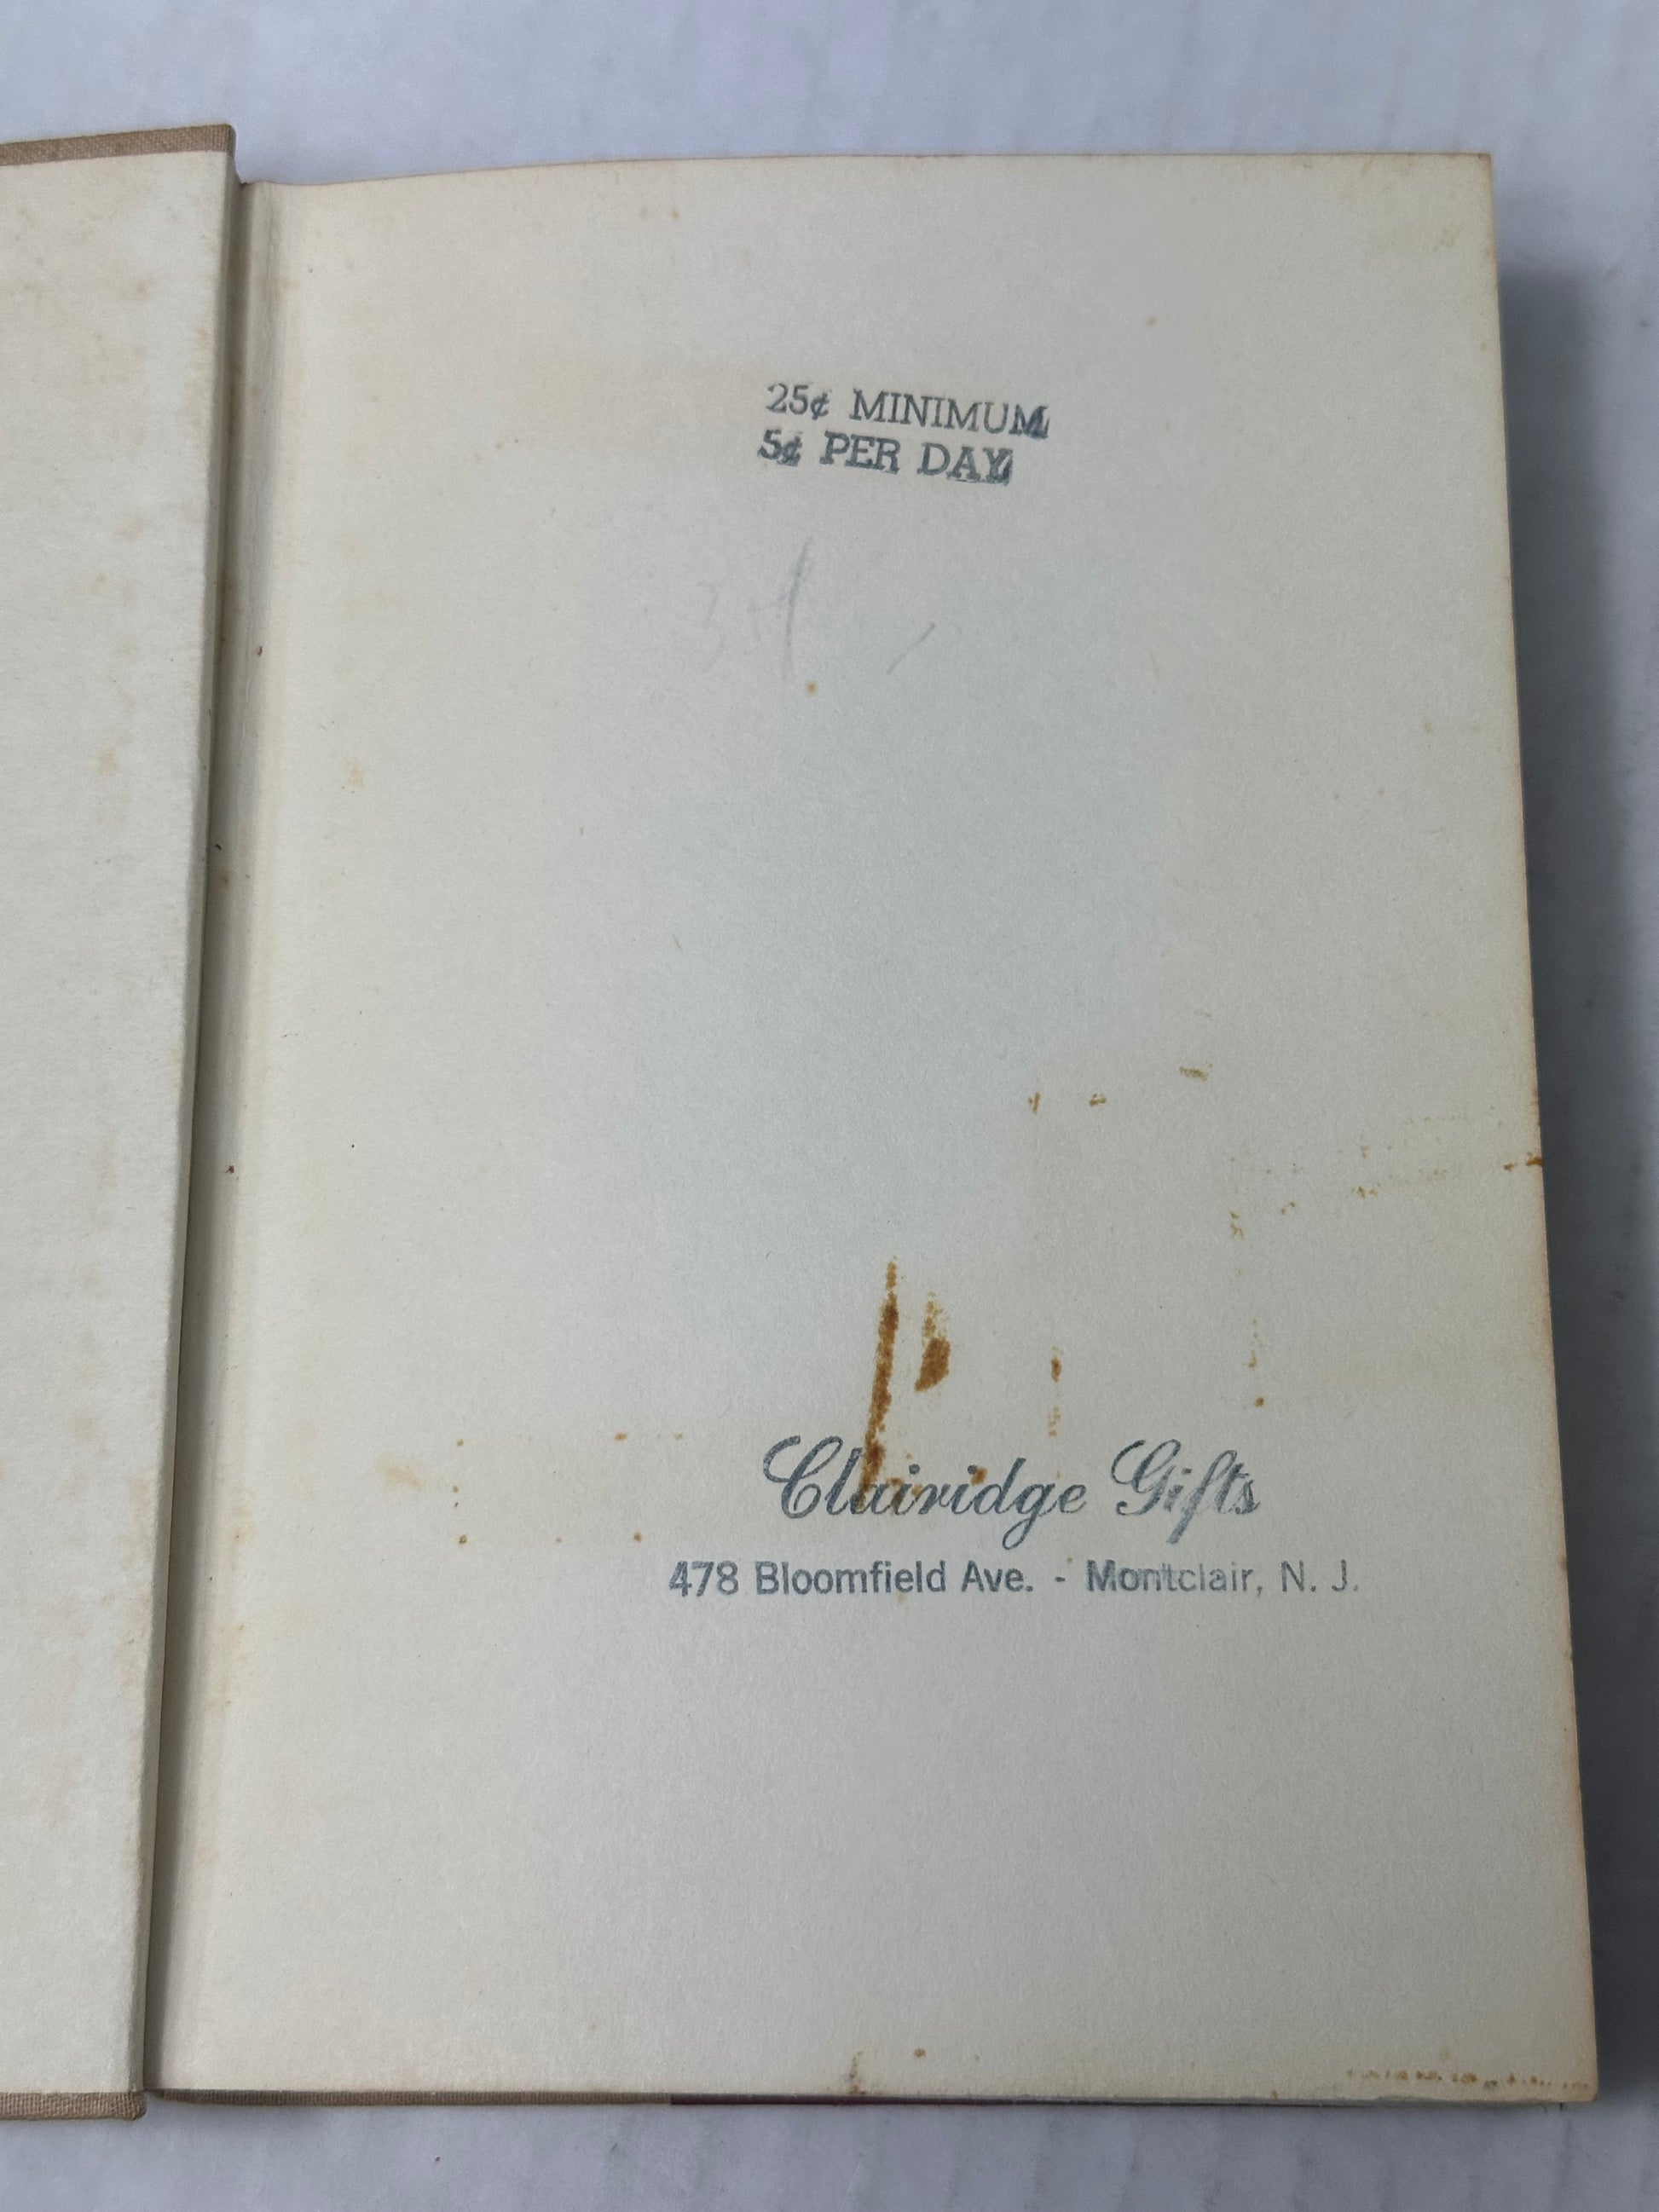 25¢ MINIMUM
5¢ PER DAY
Clairidge Gifts
478 Bloomfield Ave. - Montclair, N. J.